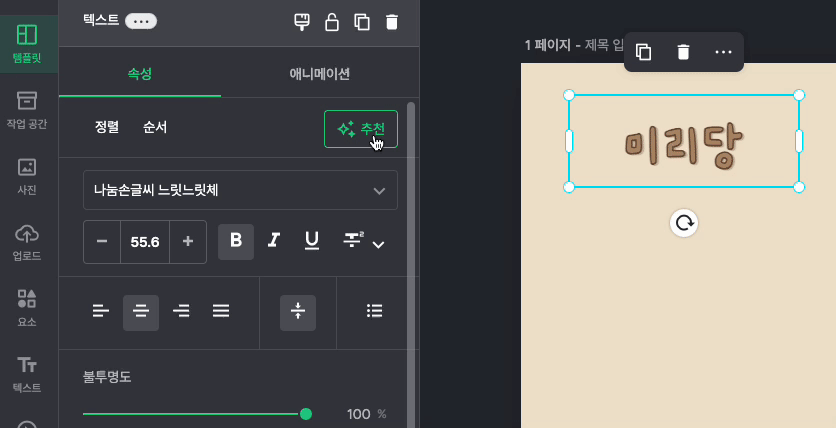 텍스트
템플릿
작업 공간
사진
업로드
요소
텍스트
속성
애니메이션
정렬
순서
추천
나눔손글씨 느릿느릿체
− 55.6 +
B I U T2
불투명도
100 %
1 페이지 - 제목 입
미리당